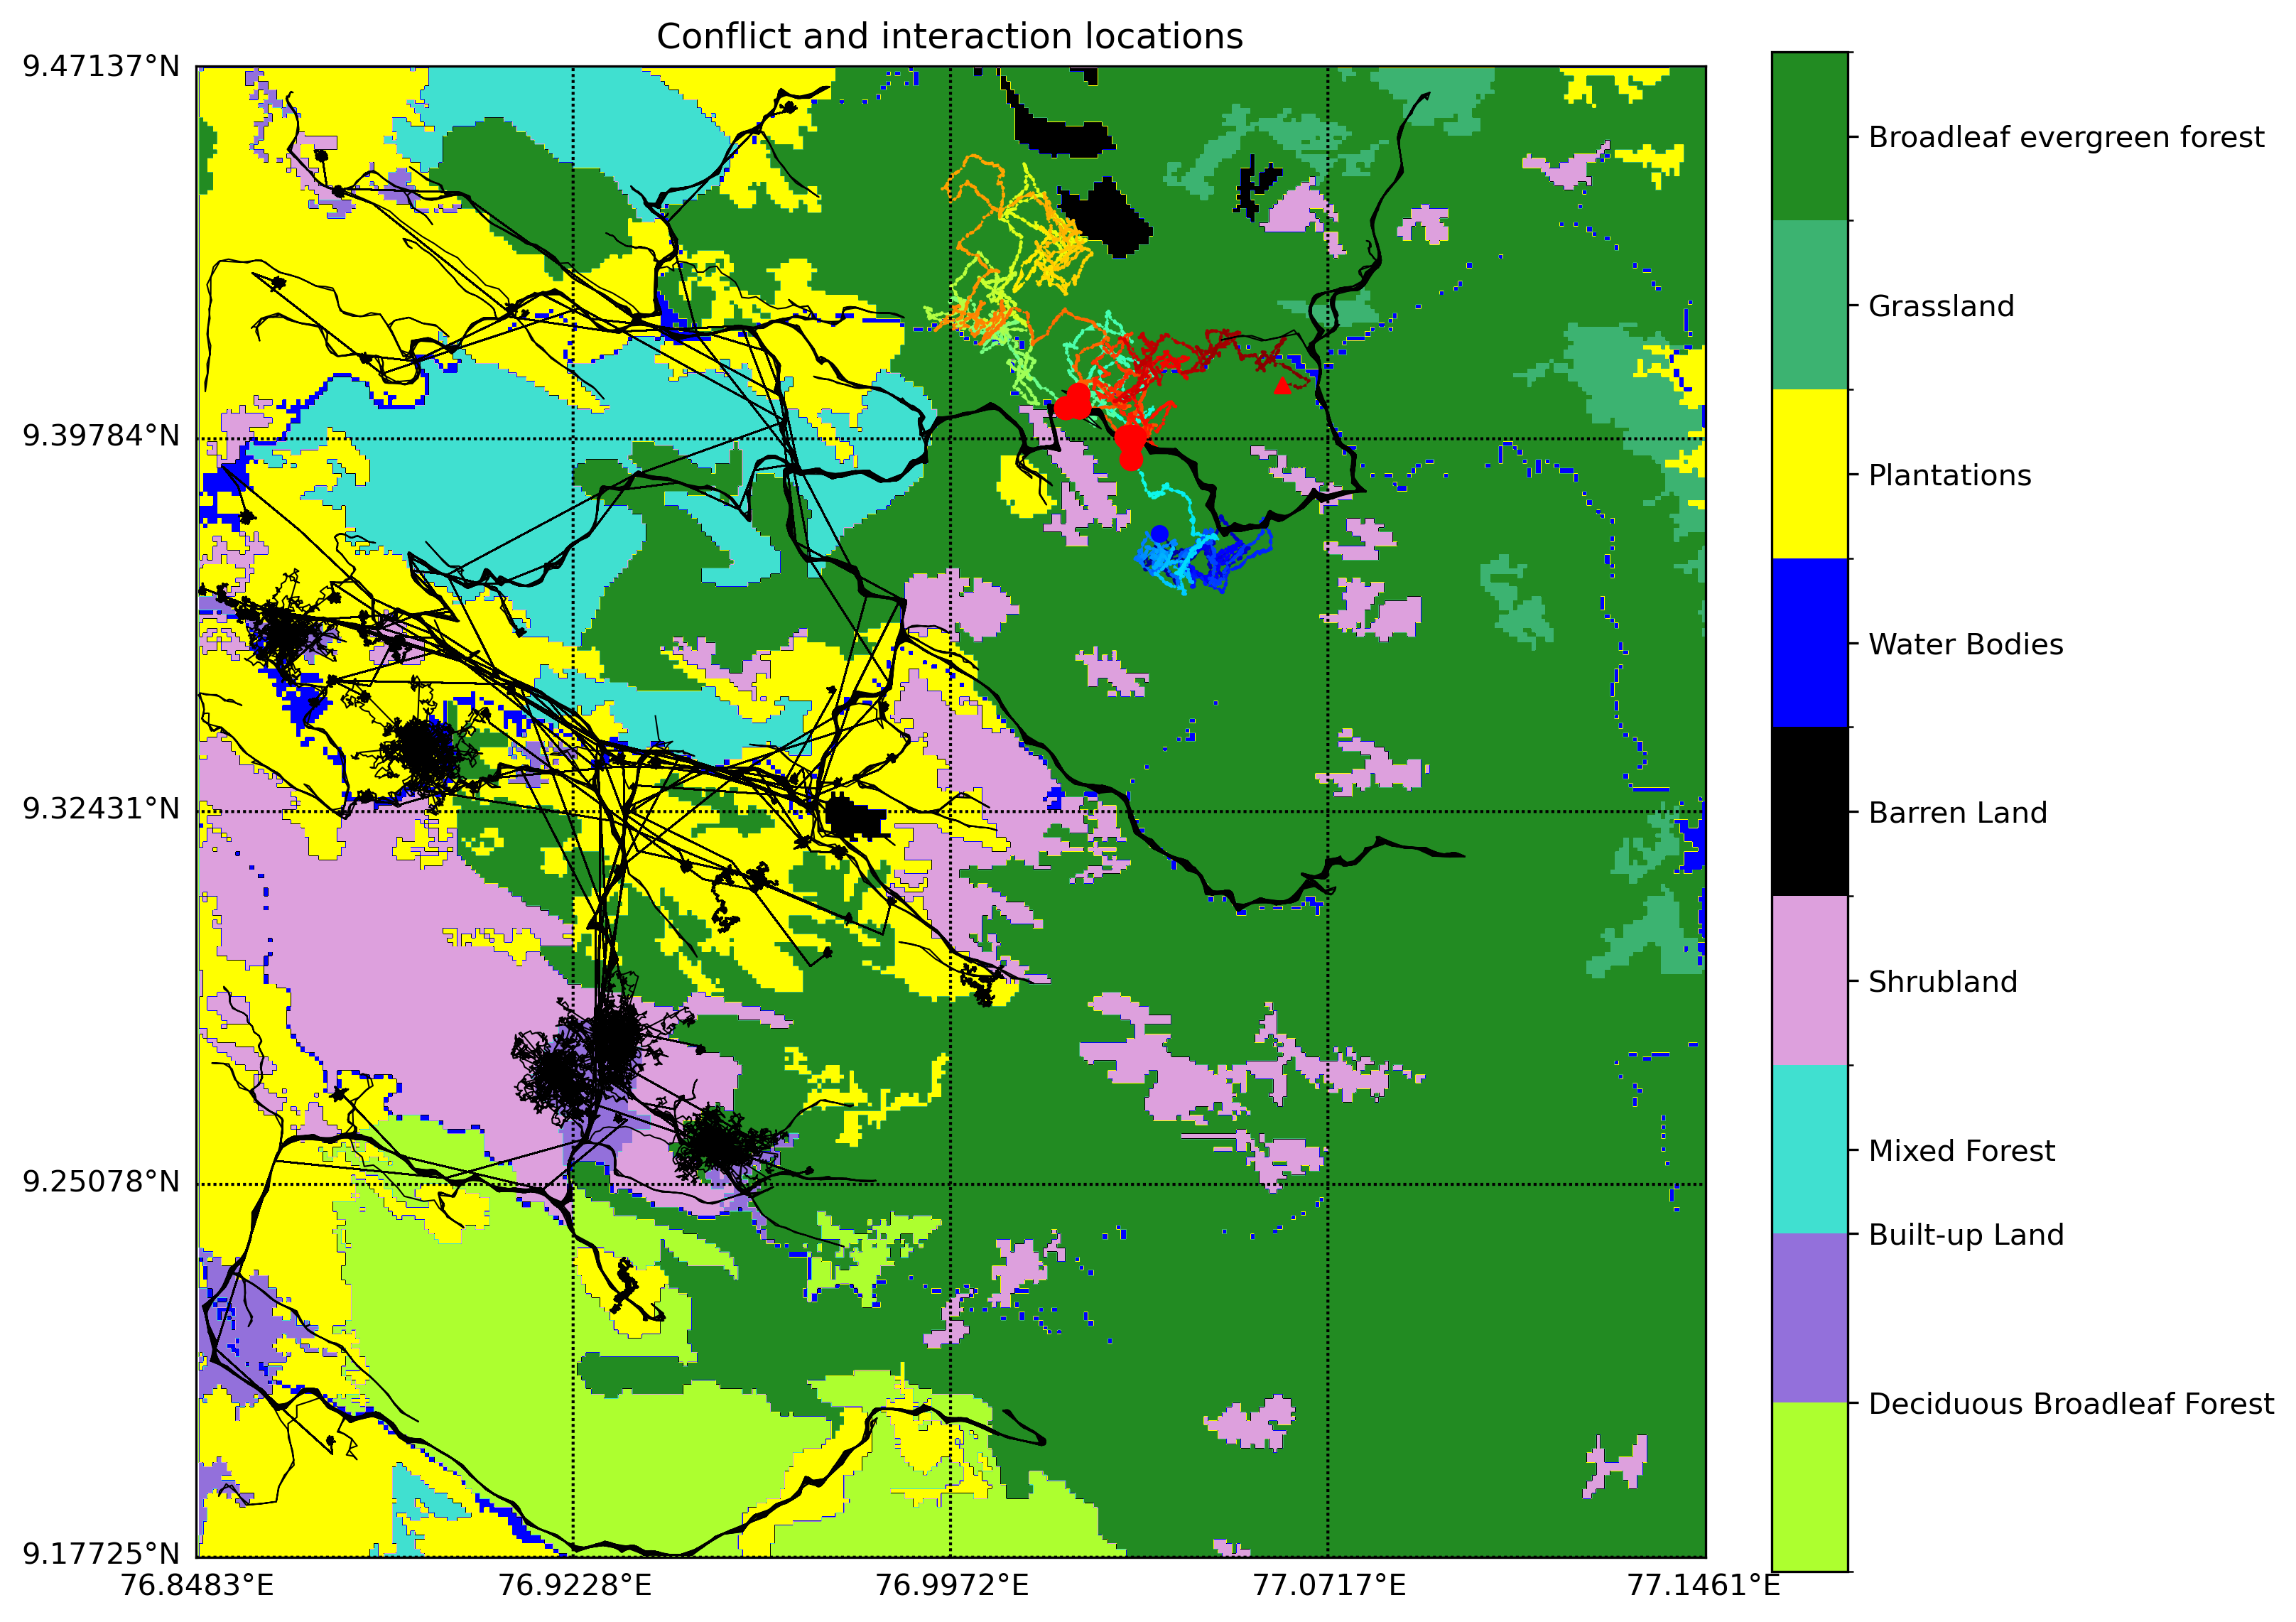 Conflict and interaction locations
9.47137°N
9.39784°N
9.32431°N
9.25078°N
9.17725°N
76.8483°E
76.9228°E
76.9972°E
77.0717°E
77.1461°E
Broadleaf evergreen forest
Grassland
Plantations
Water Bodies
Barren Land
Shrubland
Mixed Forest
Built-up Land
Deciduous Broadleaf Forest